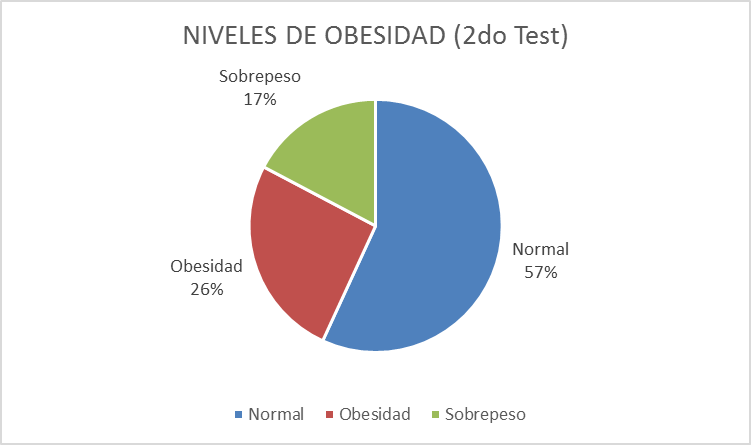 NIVELES DE OBESIDAD (2do Test)
Sobrepeso
17%
Normal
57%
Obesidad
26%
Normal Obesidad Sobrepeso